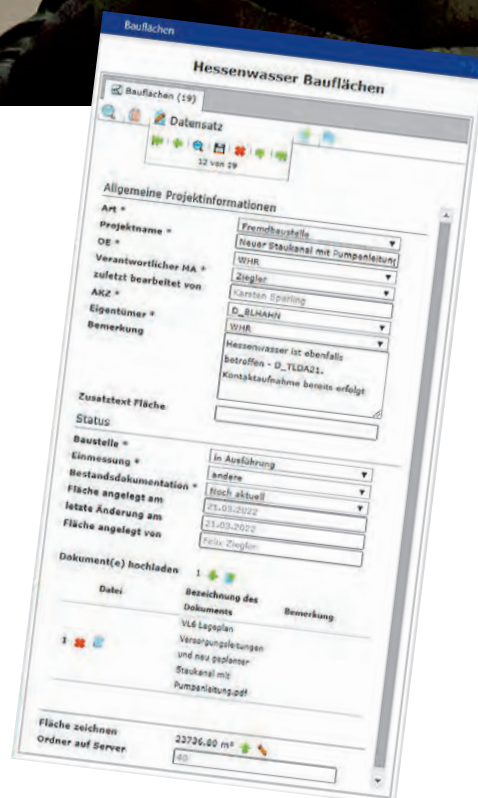 Bauflächen
Hessenwasser Bauflächen
Bauflächen (19)
Datensatz
12 von 19
Allgemeine Projektinformationen
Art * Fremdbaustelle
Projektname * Neuer Staukanal mit Pumpenleitung
OE * WHR
Verantwortlicher MA * Ziegler
zuletzt bearbeitet von Karsten Sperling
AKZ * D_BLHAHN
Eigentümer * WHR
Bemerkung Hessenwasser ist ebenfalls
betroffen - D_TLDA21.
Kontaktaufnahme bereits erfolgt
Zusatztext Fläche
Status
Baustelle * in Ausführung
Einmessung * andere
Bestandsdokumentation * Noch aktuell
Fläche angelegt am 21.03.2022
letzte Änderung am 21.03.2022
Fläche angelegt von Felix Ziegler
Dokument(e) hochladen 1
Datei Bezeichnung des Dokuments Bemerkung
1 VL6 Lageplan
Versorgungsleitungen
und neu geplanter
Staukanal mit
Pumpenleitung.pdf
Fläche zeichnen 23736.80 m²
Ordner auf Server 40